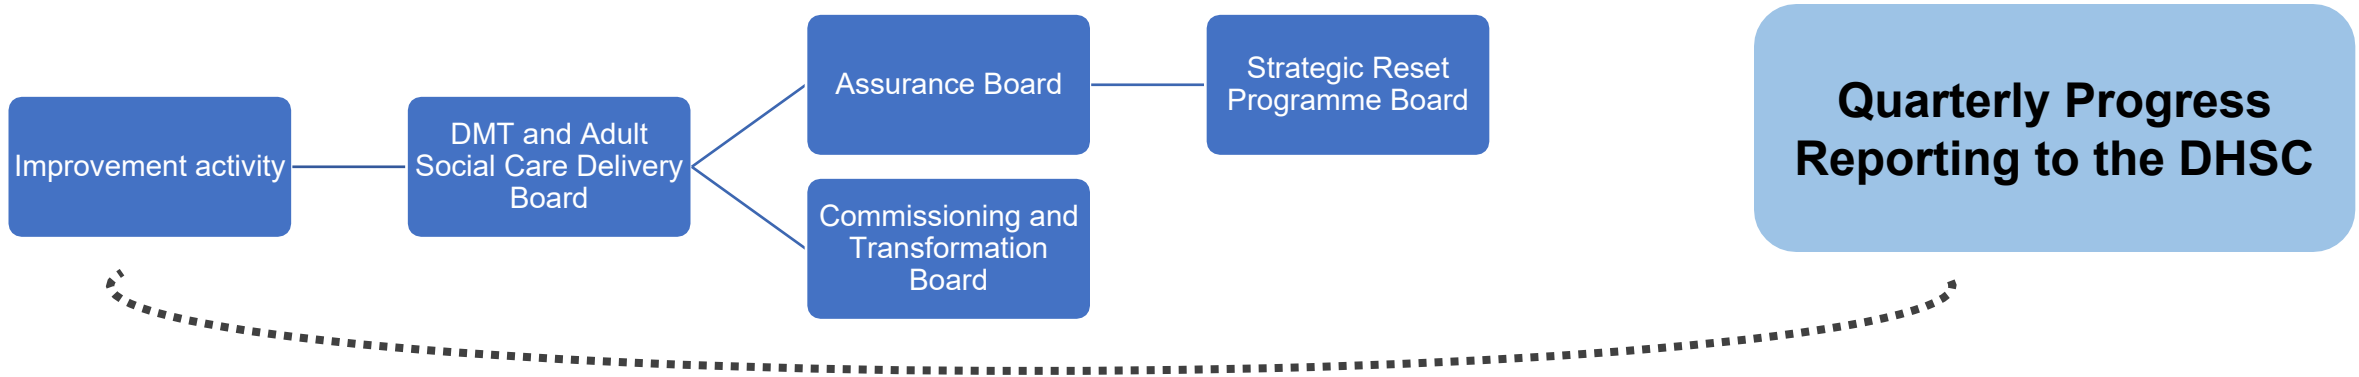 Improvement activity
DMT and Adult
Social Care Delivery
Board
Assurance Board
Commissioning and
Transformation
Board
Strategic Reset
Programme Board
Quarterly Progress
Reporting to the DHSC